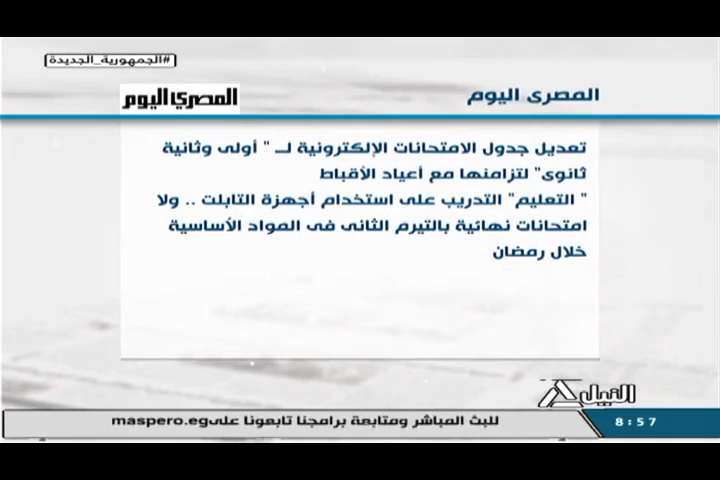 #الجمهورية_الجديدة
المصرى اليوم
المصري اليوم
تعديل جدول الامتحانات الإلكترونية لـــ " أولى وثانية
ثانوى" لتزامنها مع أعياد الأقباط
" التعليم" التدريب على استخدام أجهزة التابلت .. ولا
امتحانات نهائية بالتيرم الثانى فى المواد الأساسية
خلال رمضان
النيل
للبث المباشر ومتابعة برامجنا تابعونا علىmaspero.eg
8:57